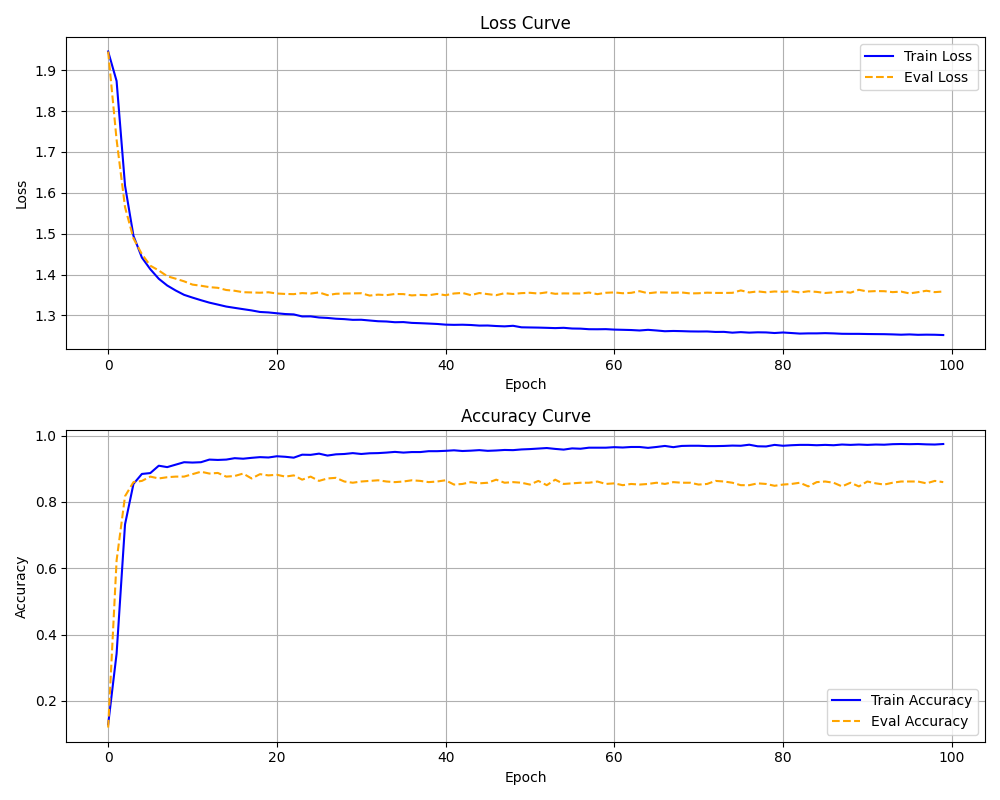 Loss Curve
1.9
1.8
1.7
1.6
1.5
1.4
1.3
Loss
Train Loss
Eval Loss
0 20 40 60 80 100
Epoch
Accuracy Curve
1.0
0.8
0.6
0.4
0.2
Accuracy
Train Accuracy
Eval Accuracy
0 20 40 60 80 100
Epoch